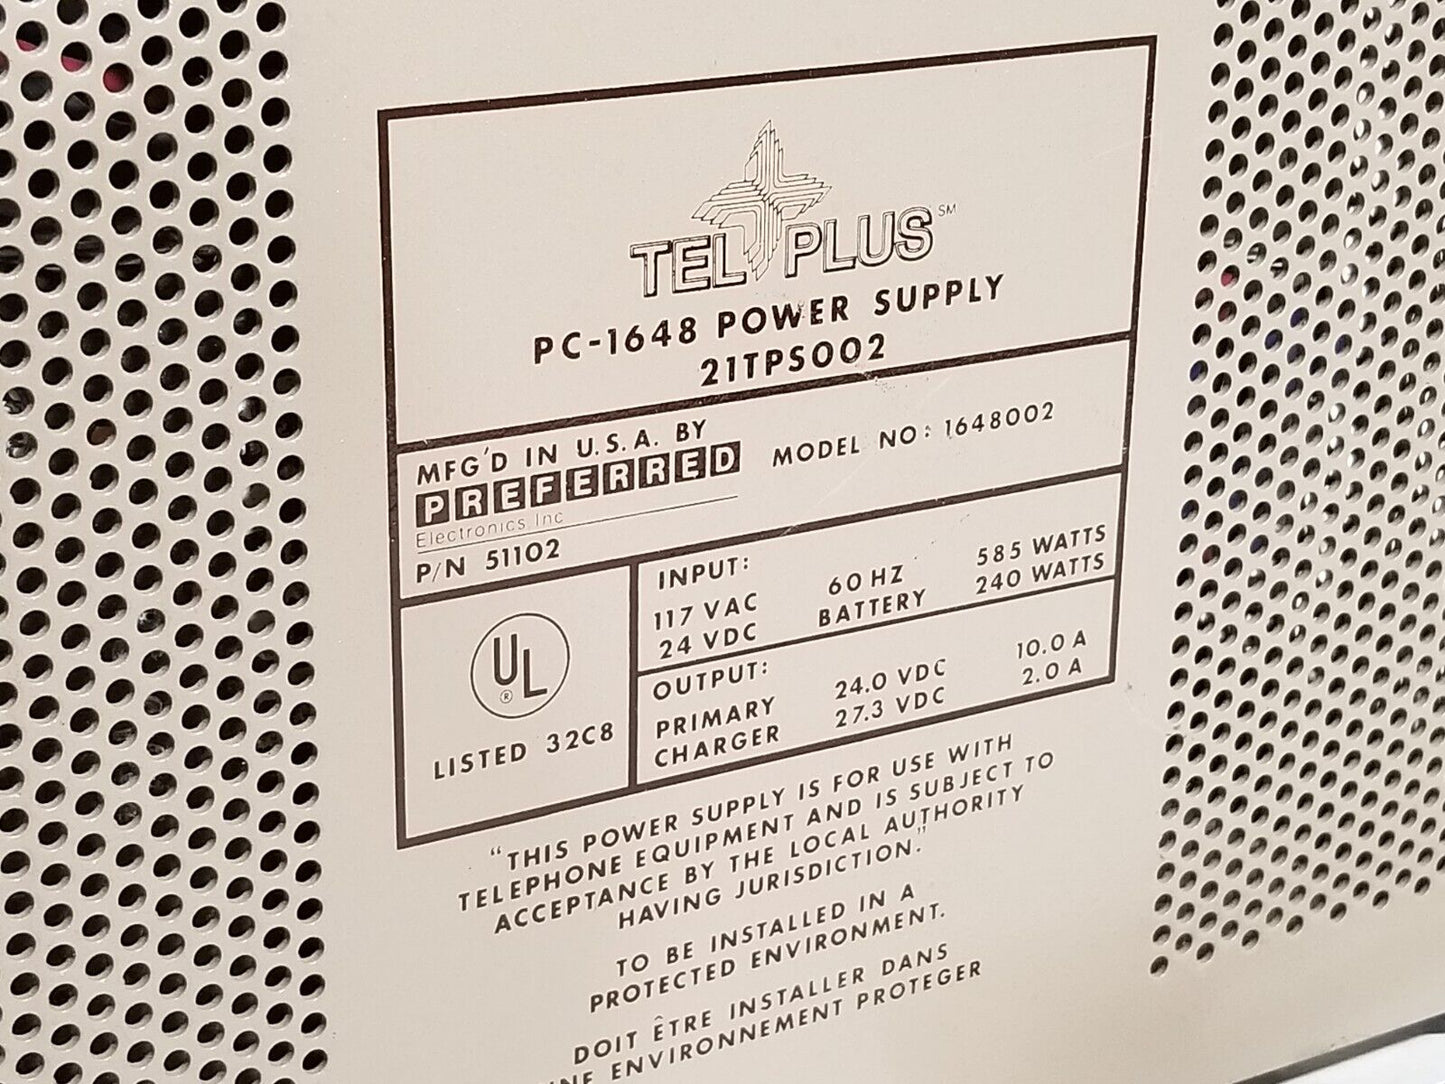 TEL PLUS SM
PC-1648 POWER SUPPLY
21TPS002
MFG'D IN U.S.A. BY
PREFERRED
Electronics Inc
P/N 51102
MODEL NO: 1648002
UL
®
LISTED 32C8
INPUT:
117 VAC 60 HZ 585 WATTS
24 VDC BATTERY 240 WATTS
OUTPUT:
PRIMARY 24.0 VDC 10.0 A
CHARGER 27.3 VDC 2.0 A
"THIS POWER SUPPLY IS FOR USE WITH
TELEPHONE EQUIPMENT AND IS SUBJECT TO
ACCEPTANCE BY THE LOCAL AUTHORITY
HAVING JURISDICTION."
TO BE INSTALLED IN A
PROTECTED ENVIRONMENT.
DOIT ÊTRE INSTALLER DANS
ENVIRONNEMENT PROTEGER